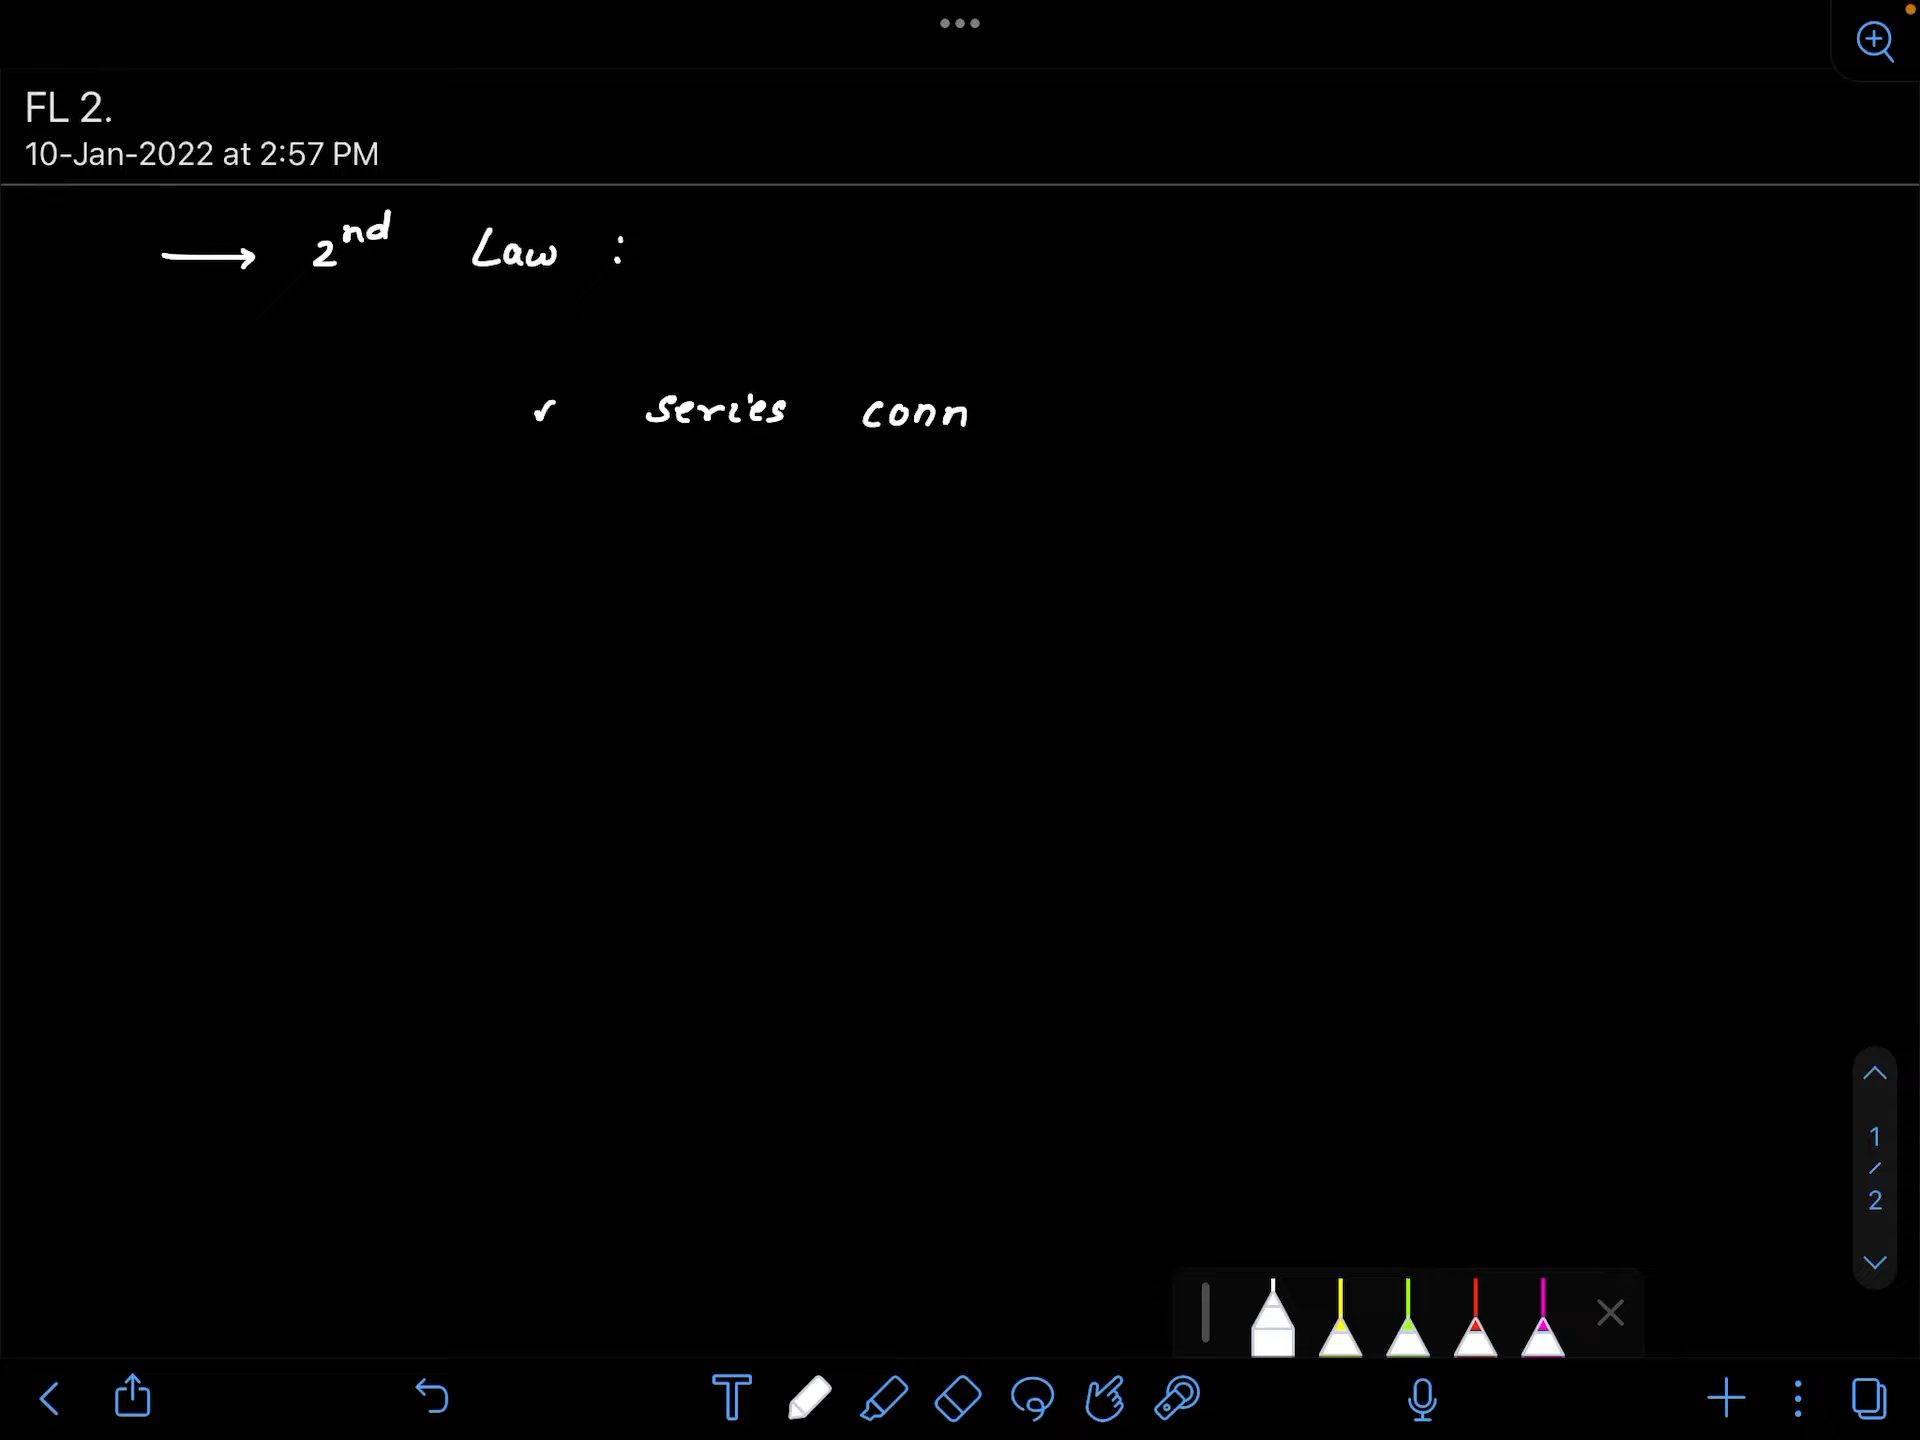 FL 2.
10-Jan-2022 at 2:57 PM
→ 2nd Law :
series conn
1
/
2